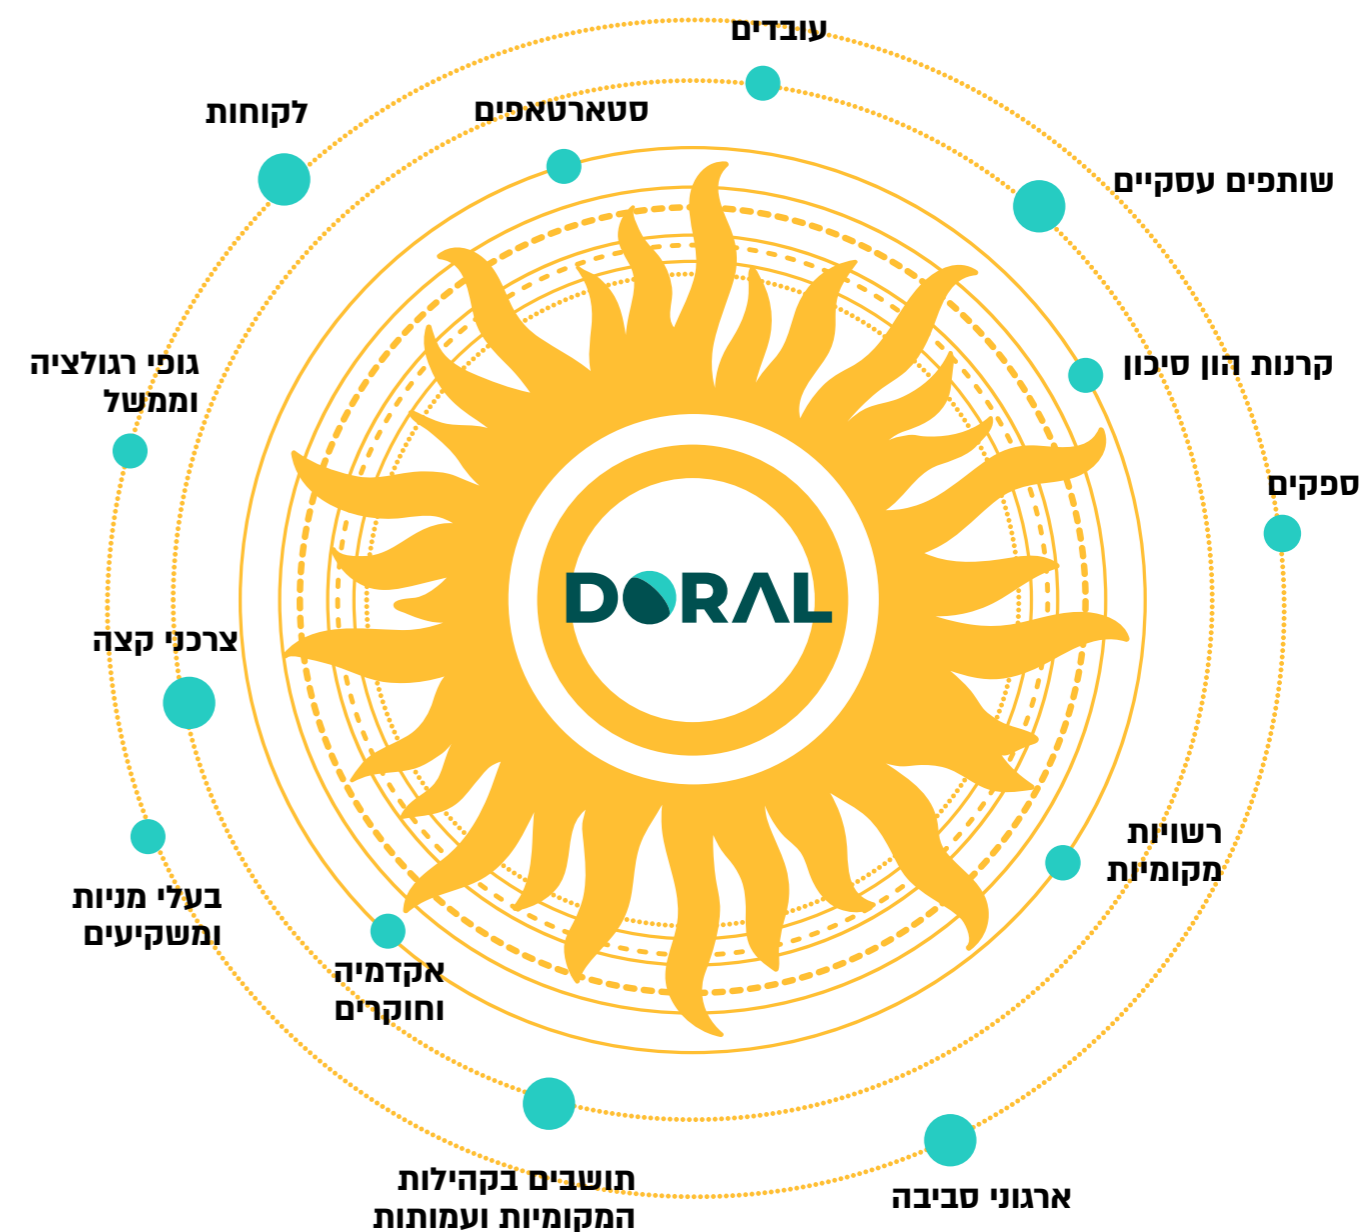 עובדים
סטארטאפים
לקוחות
שותפים עסקיים
גופי רגולציה
וממשל
קרנות הון סיכון
ספקים
DORAL
צרכני קצה
רשויות
מקומיות
בעלי מניות
ומשקיעים
אקדמיה
וחוקרים
תושבים בקהילות
המקומיות ועמותות
ארגוני סביבה